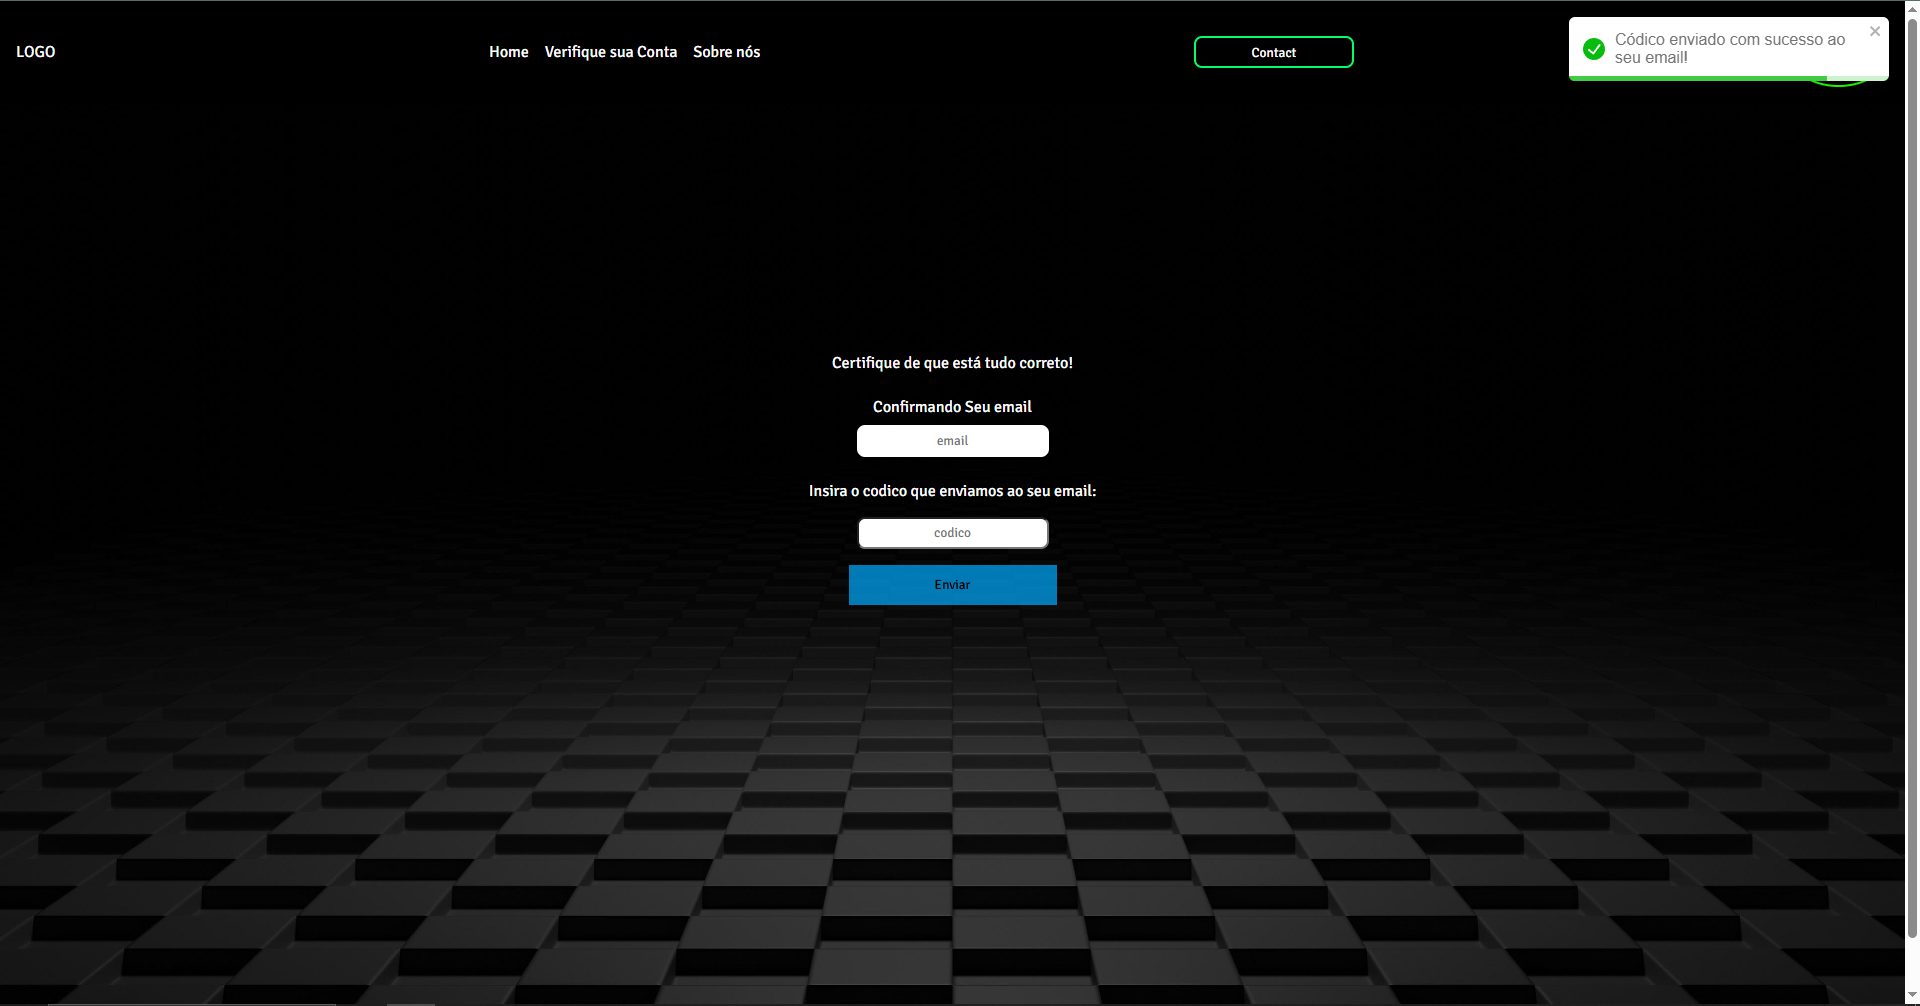 LOGO
Home
Verifique sua Conta
Sobre nós
Contact
Códico enviado com sucesso ao
seu email!
Certifique de que está tudo correto!
Confirmando Seu email
email
Insira o codico que enviamos ao seu email:
codico
Enviar